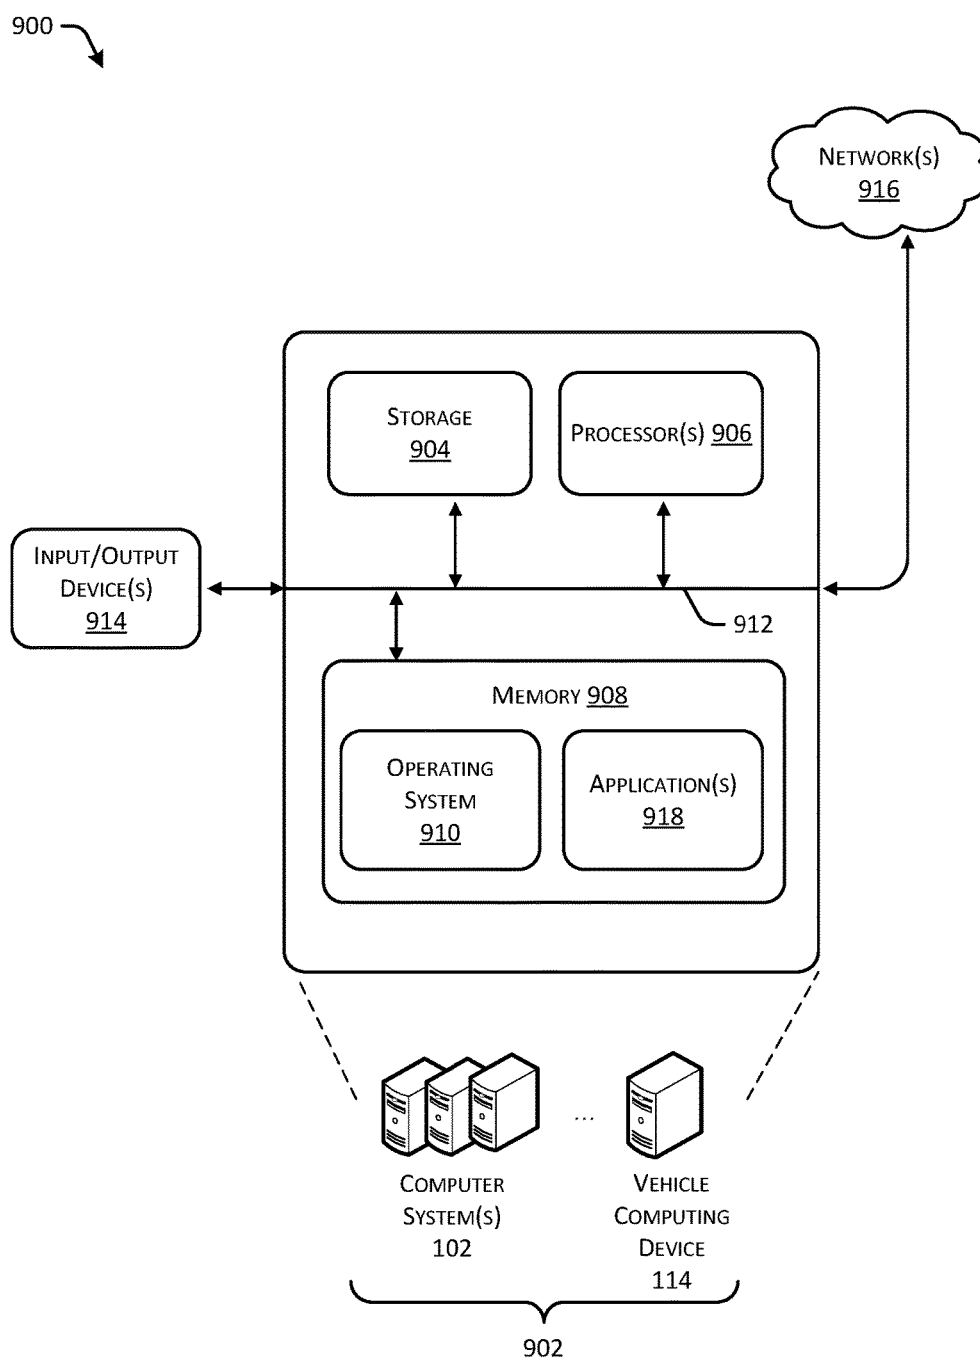 900
NETWORK(S)
916
STORAGE
904
PROCESSOR(S) 906
INPUT/OUTPUT
DEVICE(S)
914
912
MEMORY 908
OPERATING
SYSTEM
910
APPLICATION(S)
918
...
COMPUTER
SYSTEM(S)
102
VEHICLE
COMPUTING
DEVICE
114
902